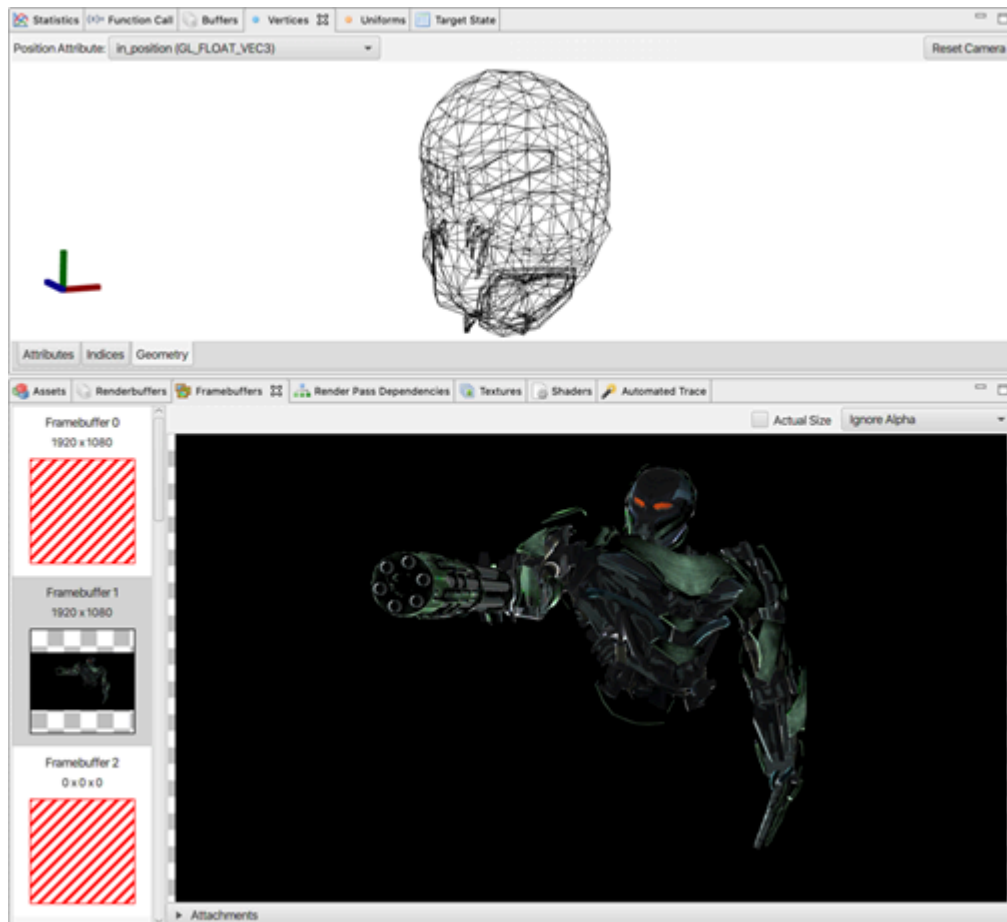 Statistics (x)= Function Call Buffers Vertices Uniforms Target State
Position Attribute: in_position (GL_FLOAT_VEC3) Reset Camera
Attributes Indices Geometry
Assets Renderbuffers Framebuffers Render Pass Dependencies Textures Shaders Automated Trace
Actual Size Ignore Alpha
Framebuffer 0
1920 x 1080
Framebuffer 1
1920 x 1080
Framebuffer 2
0 x 0 x 0
Attachments